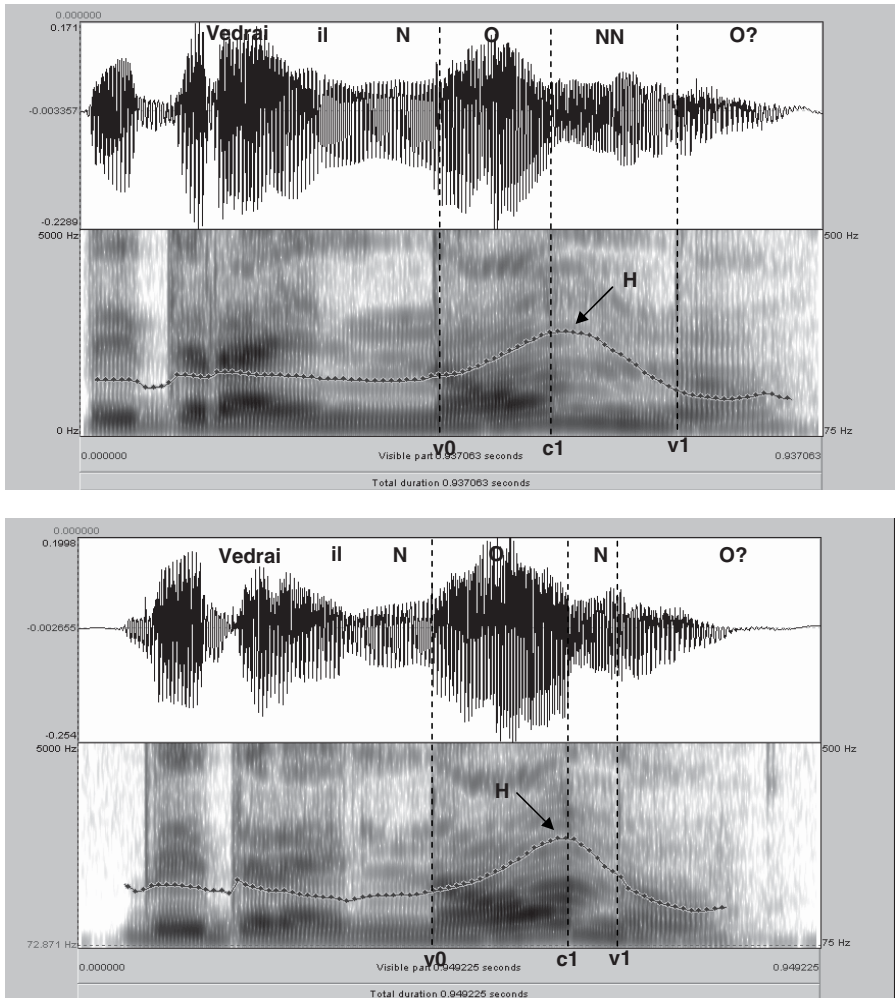 0.000000
0.171
Vedrai il N O NN O?
-0.003357
-0.2289
5000 Hz 500 Hz
H
0 Hz 75 Hz
v0 c1 v1
0.000000 Visible part 0.937063 seconds 0.937063
Total duration 0.937063 seconds
0.000000
0.1998
Vedrai il N O N O?
-0.002655
-0.254
5000 Hz 500 Hz
H
72.871 Hz 75 Hz
v0 c1 v1
0.000000 Visible part 0.949225 seconds 0.949225
Total duration 0.949225 seconds